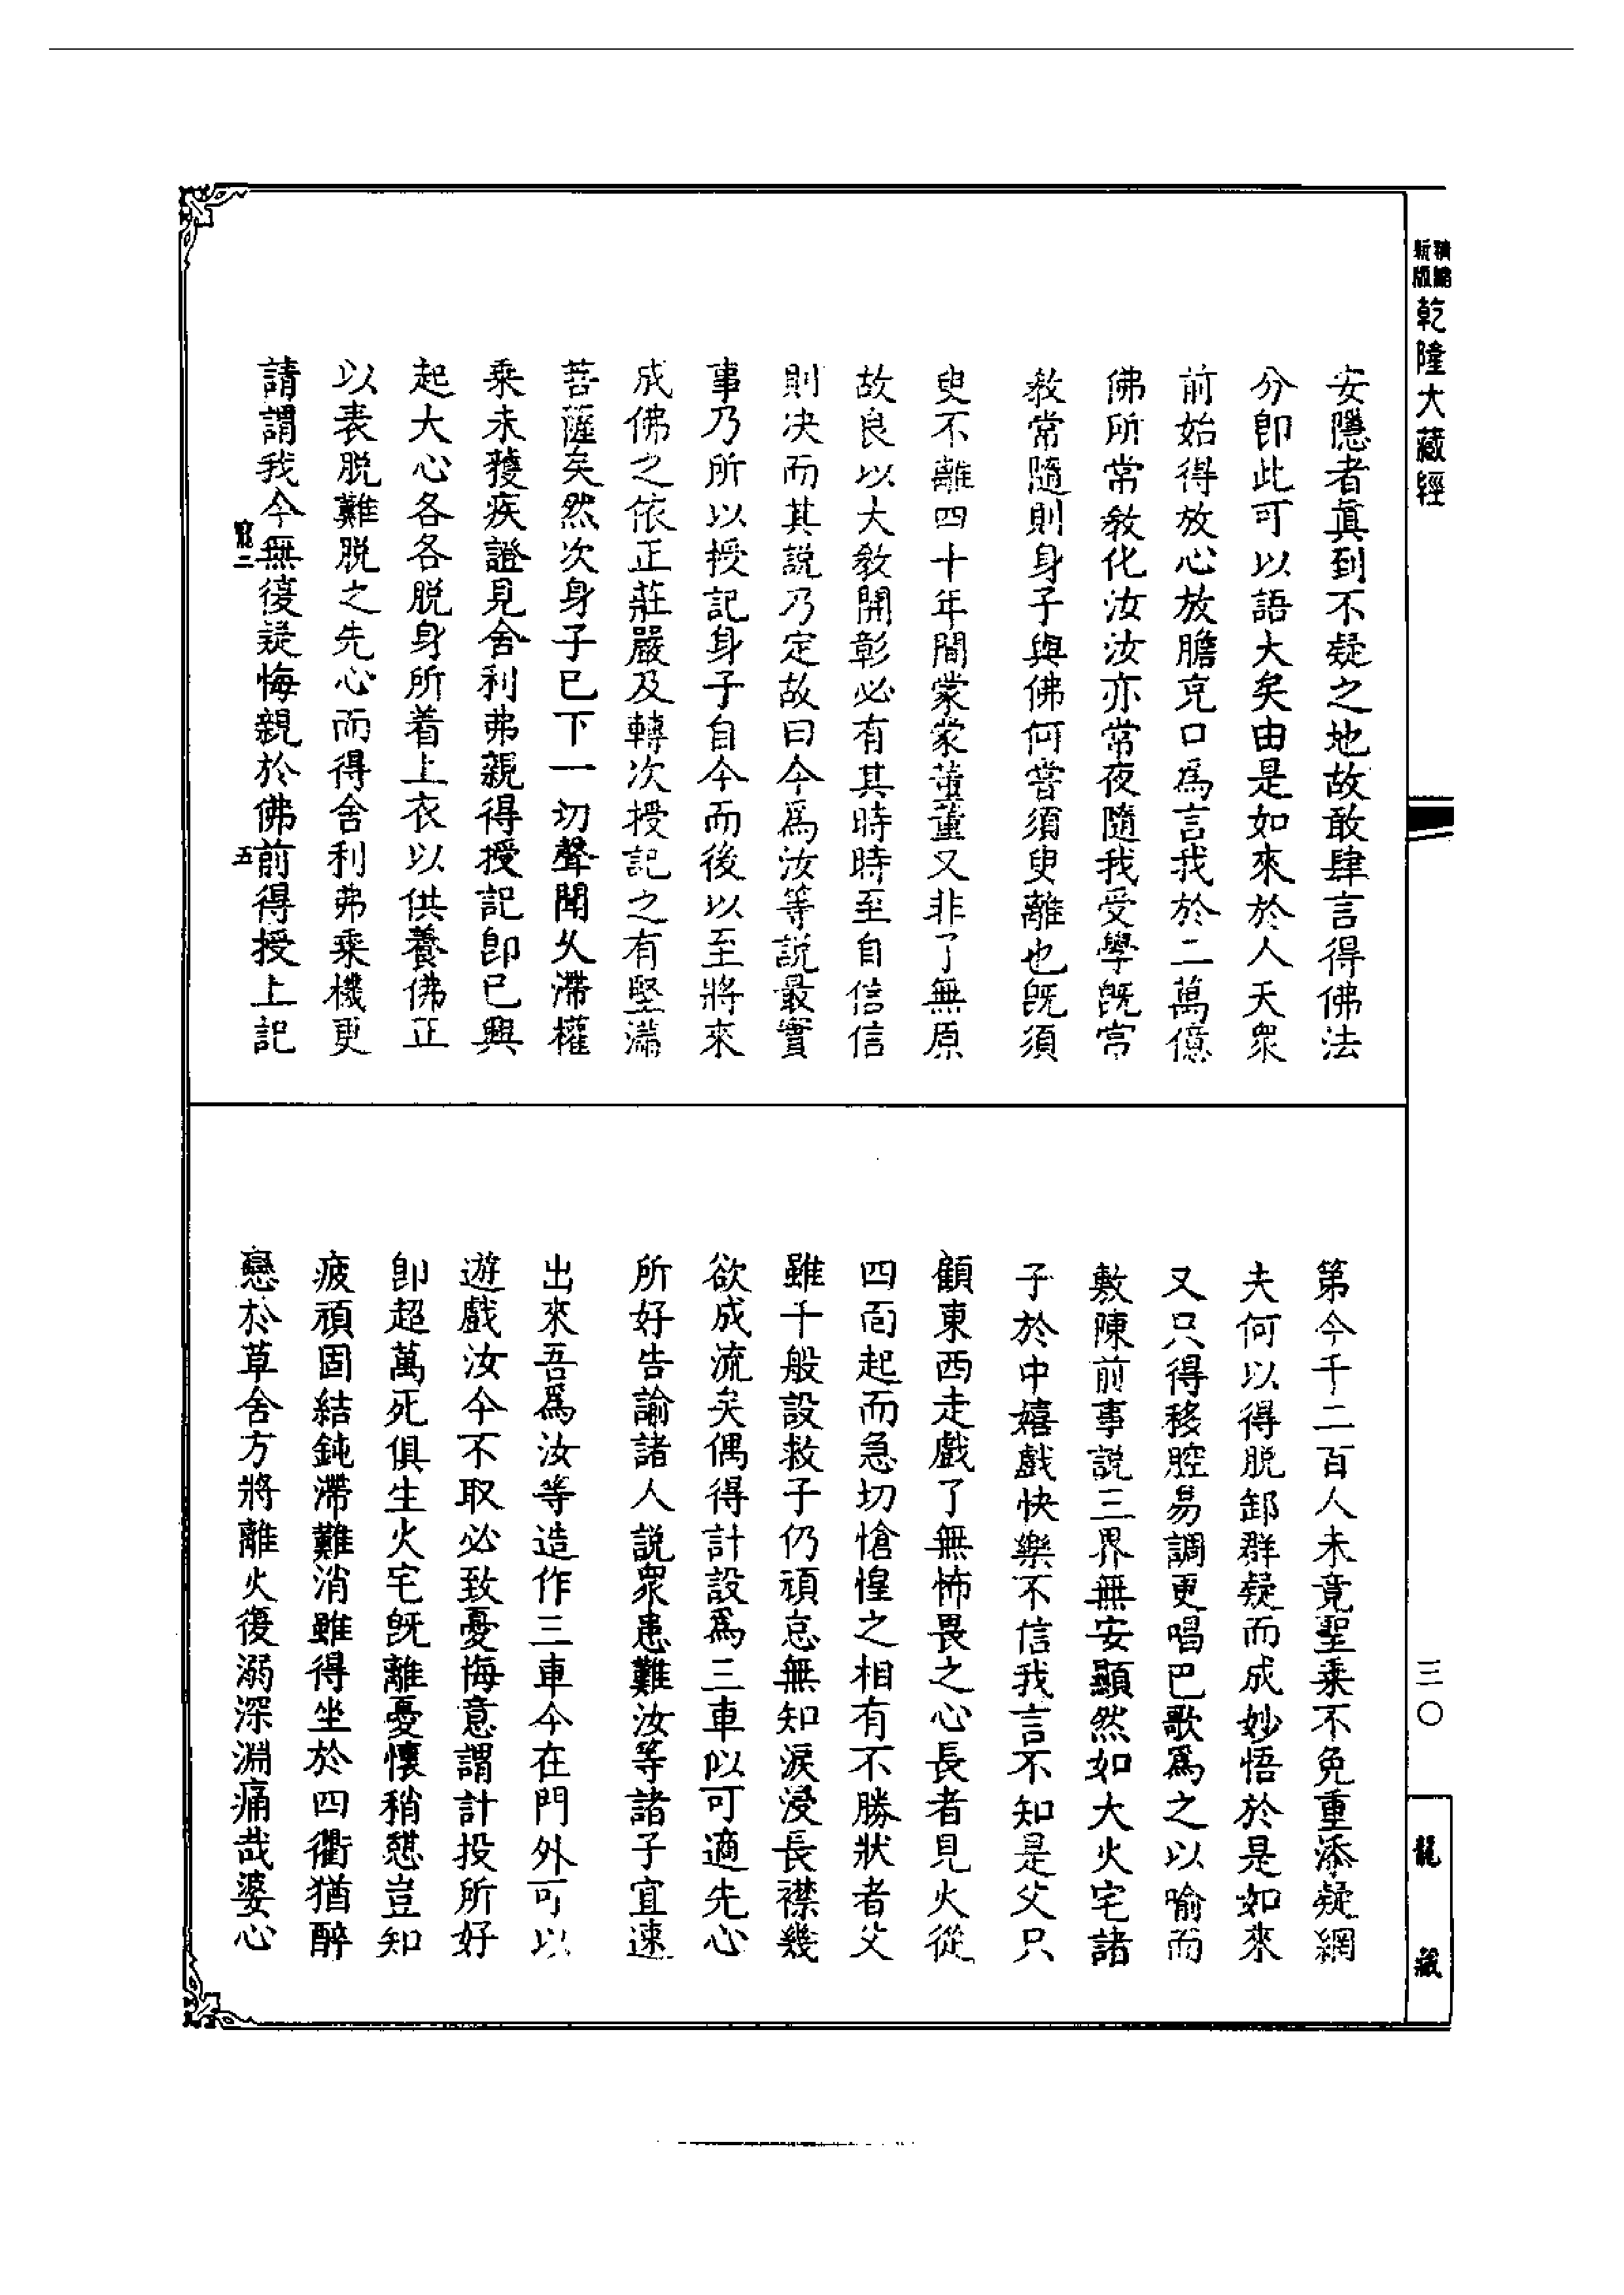 精縮
新版
乾隆大藏經
安隱者眞到不疑之地故敢肆言得佛法
分卽此可以語大矣由是如來於人天衆
前始得放心放膽克口爲言我於二萬億
佛所常教化汝汝亦常夜隨我受學旣常
教常隨則身子與佛何嘗須臾離也旣須
臾不離四十年間蒙蒙董董又非了無原
故良以大教開彰必有其時時至自信信
則決而其說乃定故曰今爲汝等說最實
事乃所以授記身子自今而後以至將來
成佛之依正莊嚴及轉次授記之有堅滿
菩薩矣然次身子已下一切聲聞久滯權
乘未獲疾證見舍利弗親得授記卽已興
起大心各各脫身所着上衣以供養佛正
以表脫難脫之先心而得舍利弗乘機更
請謂我今無復疑悔親於佛前得授上記
二
五
第今千二百人未竟聖乘不免重添疑網
夫何以得脫卸群疑而成妙悟於是如來
又只得移腔易調更唱巴歌爲之以喻而
敷陳前事說三界無安顯然如大火宅諸
子於中嬉戲快樂不信我言不知是父只
顧東西走戲了無怖畏之心長者見火從
四面起而急切愴惶之相有不勝狀者父
雖千般設救子仍頑忘無知淚浸長襟幾
欲成流矣偶得計設爲三車似可適先心
所好告諭諸人說衆患難汝等諸子宜速
出來吾爲汝等造作三車今在門外可以
遊戲汝今不取必致憂悔意謂計投所好
卽超萬死俱生火宅旣離憂懷稍憇豈知
疲頑固結鈍滯難消雖得坐於四衢猶醉
戀於草舍方將離火復溺深淵痛哉婆心
三〇
龍藏